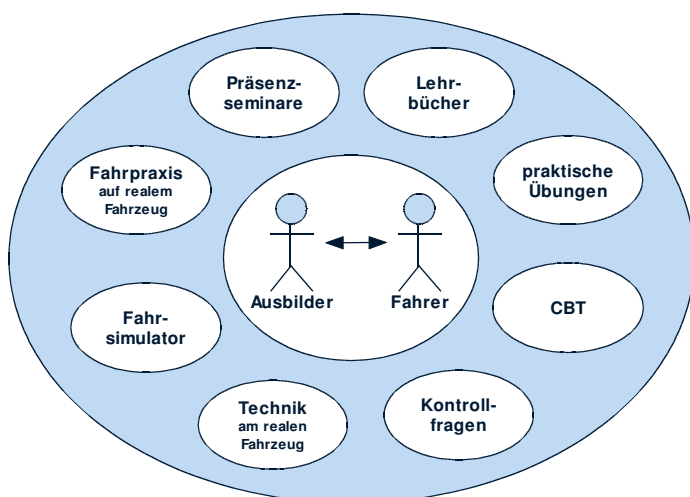 Präsenz-
seminare
Lehr-
bücher
Fahrpraxis
auf realem
Fahrzeug
praktische
Übungen
Ausbilder
Fahrer
Fahr-
simulator
CBT
Technik
am realen
Fahrzeug
Kontroll-
fragen